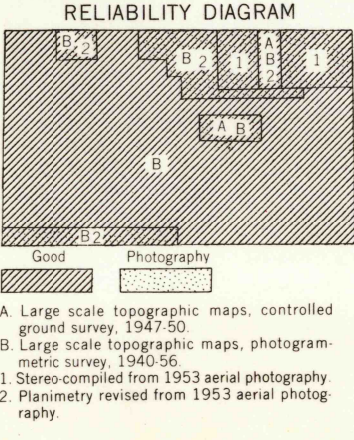 RELIABILITY DIAGRAM
B 2
B 2
1
A B 2
1
A B
B
B2
Good Photography
A. Large scale topographic maps, controlled
ground survey, 1947-50.
B. Large scale topographic maps, photogram-
metric survey, 1940-56.
1. Stereo-compiled from 1953 aerial photography.
2. Planimetry revised from 1953 aerial photog-
raphy.